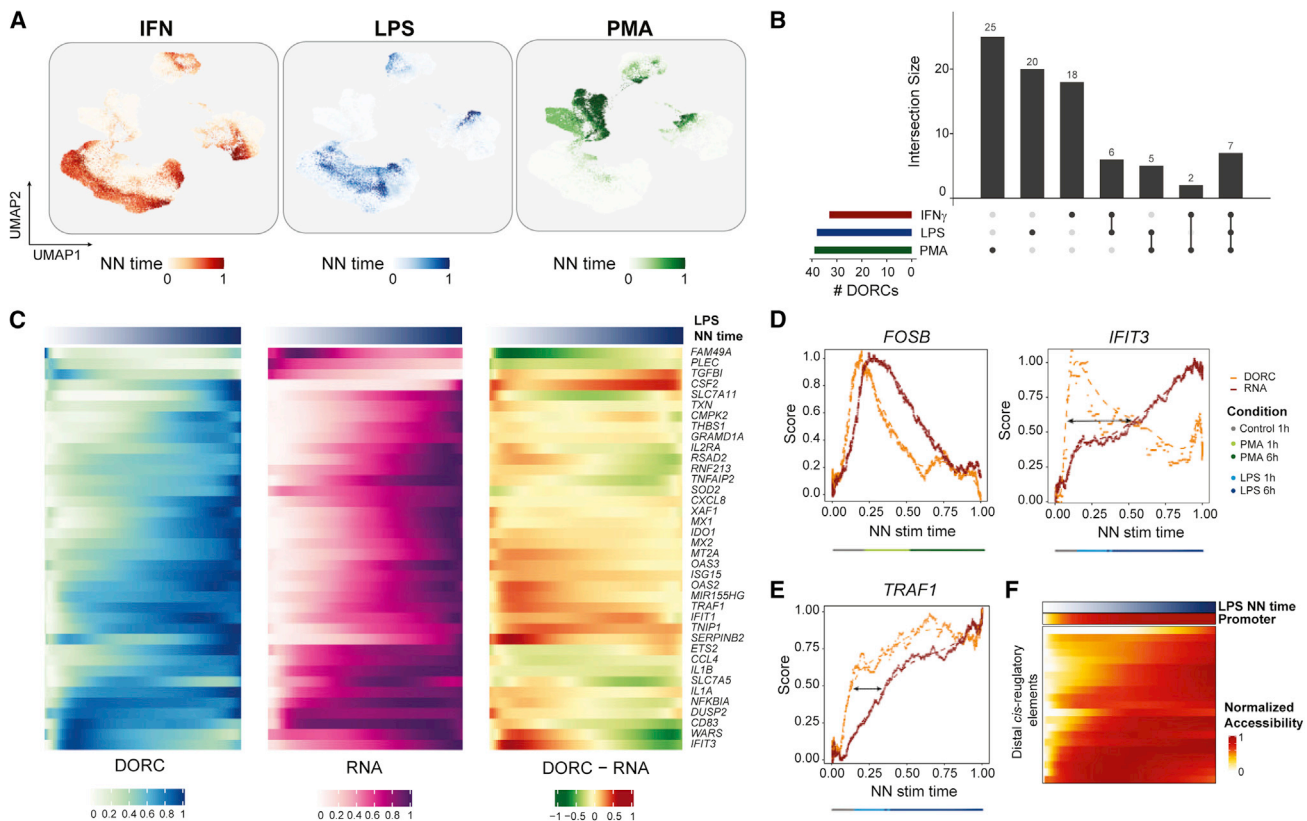 A
IFN
LPS
PMA
UMAP2
UMAP1
NN time
0 1
NN time
0 1
NN time
0 1
B
Intersection Size
20
10
0
25
20
18
6
5
2
7
IFNγ
LPS
PMA
40 30 20 10 0
# DORCs
C
LPS
NN time
FAM49A
PLEC
TGFBI
CSF2
SLC7A11
TXN
CMPK2
THBS1
GRAMD1A
IL2RA
RSAD2
RNF213
TNFAIP2
SOD2
CXCL8
XAF1
MX1
IDO1
MX2
MT2A
OAS3
ISG15
OAS2
MIR155HG
TRAF1
IFIT1
TNIP1
SERPINB2
ETS2
CCL4
IL1B
SLC7A5
IL1A
NFKBIA
DUSP2
CD83
WARS
IFIT3
DORC
RNA
DORC − RNA
0 0.2 0.4 0.6 0.8 1
0 0.2 0.4 0.6 0.8 1
−1 −0.5 0 0.5 1
D
FOSB
Score
1.0
0.8
0.6
0.4
0.2
0.0
0.00 0.25 0.50 0.75 1.00
NN stim time
IFIT3
Score
1.00
0.75
0.50
0.25
0.00
0.00 0.25 0.50 0.75 1.00
NN stim time
DORC
RNA
Condition
Control 1h
PMA 1h
PMA 6h
LPS 1h
LPS 6h
E
TRAF1
Score
1.00
0.75
0.50
0.25
0.00
0.00 0.25 0.50 0.75 1.00
NN stim time
F
LPS NN time
Promoter
Distal cis-reuglatory
elements
Normalized
Accessibility
1
0